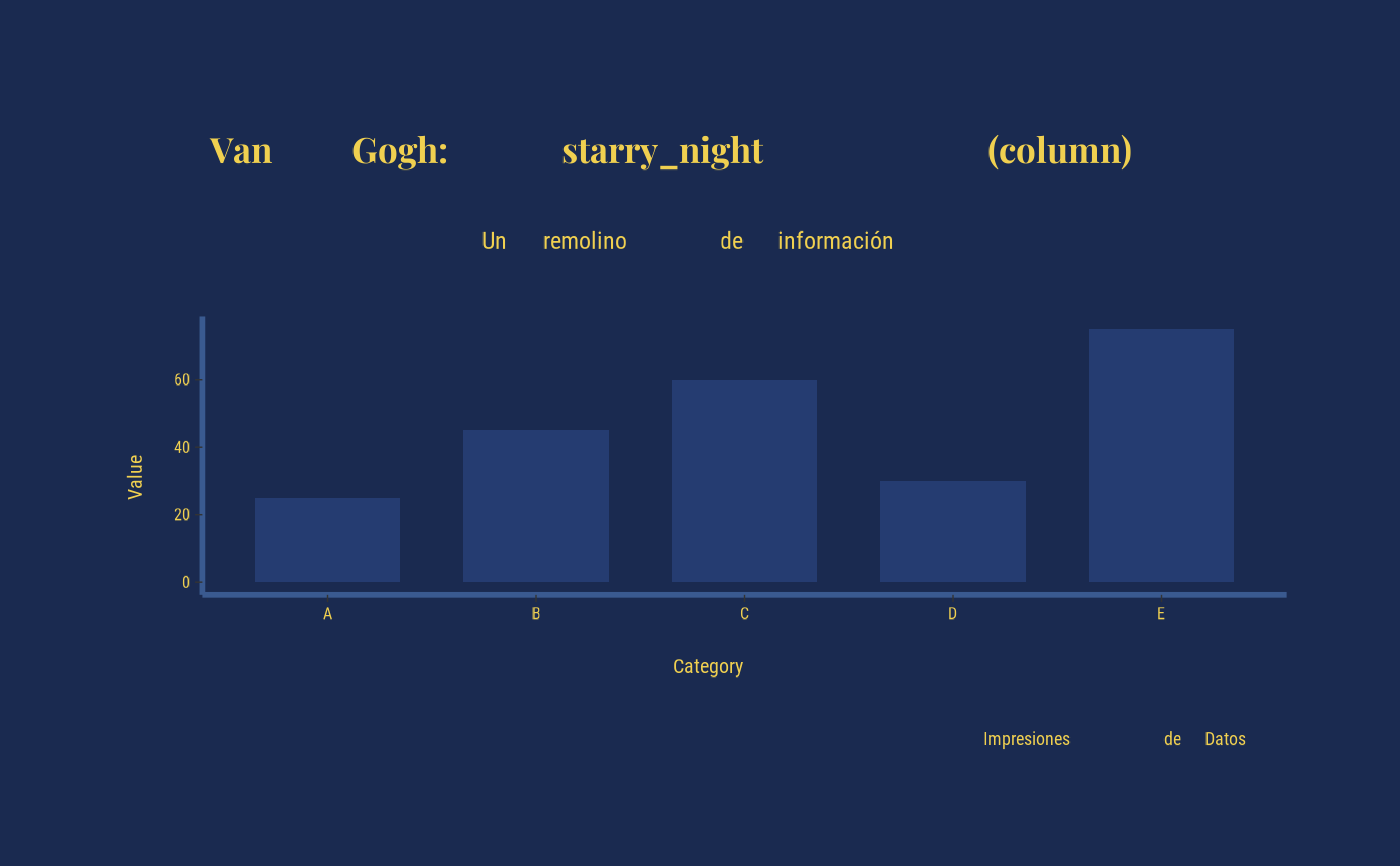 Van Gogh: starry_night (column)
Un remolino de información
Value
60
40
20
0
A B C D E
Category
Impresiones de Datos